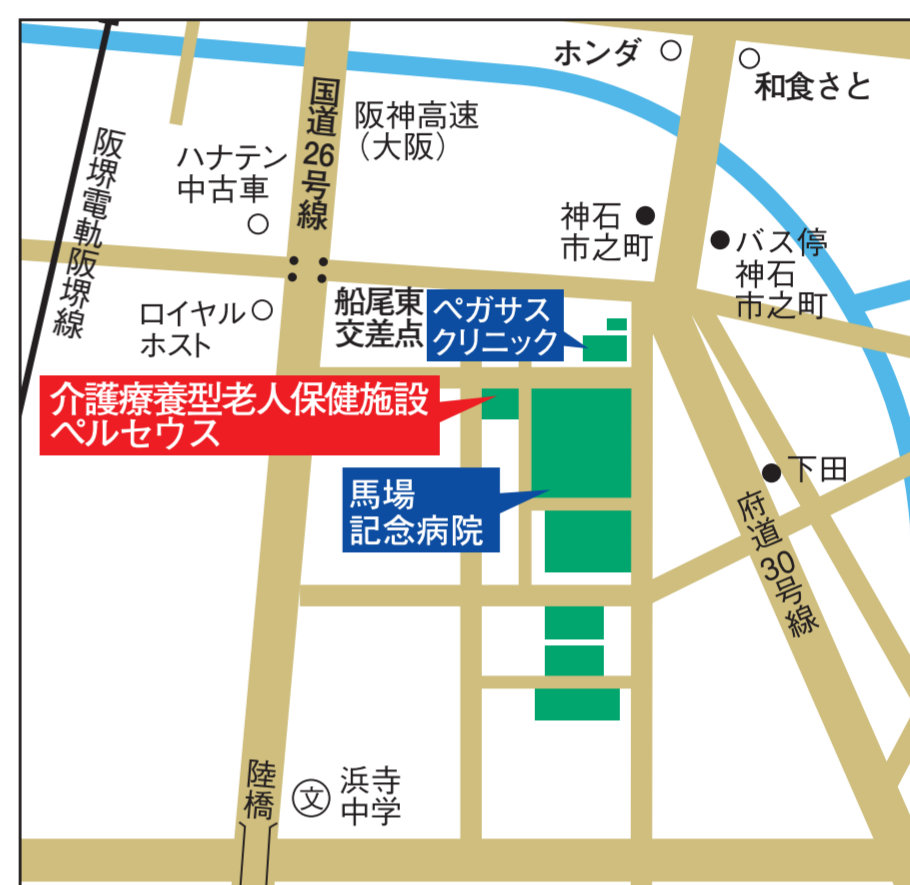 ホンダ
和食さと
国道26号線
阪神高速
（大阪）
阪堺電軌阪堺線
ハナテン
中古車
神石
市之町
バス停
神石
市之町
ロイヤル
ホスト
船尾東
交差点
ペガサス
クリニック
介護療養型老人保健施設
ペルセウス
馬場
記念病院
下田
府道30号線
陸橋
文
浜寺
中学